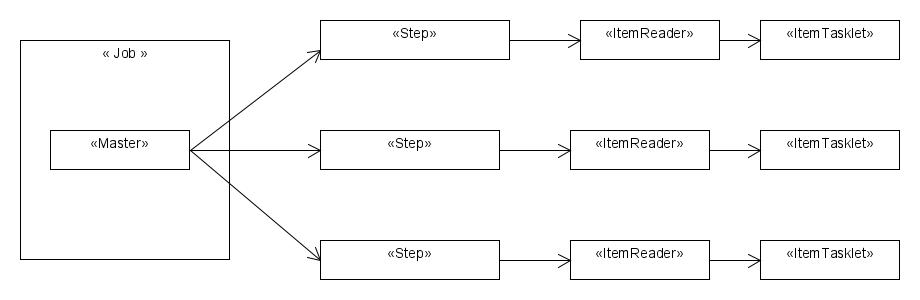 «Step»
«ItemReader»
«ItemTasklet»
« Job »
«Master»
«Step»
«ItemReader»
«ItemTasklet»
«Step»
«ItemReader»
«ItemTasklet»